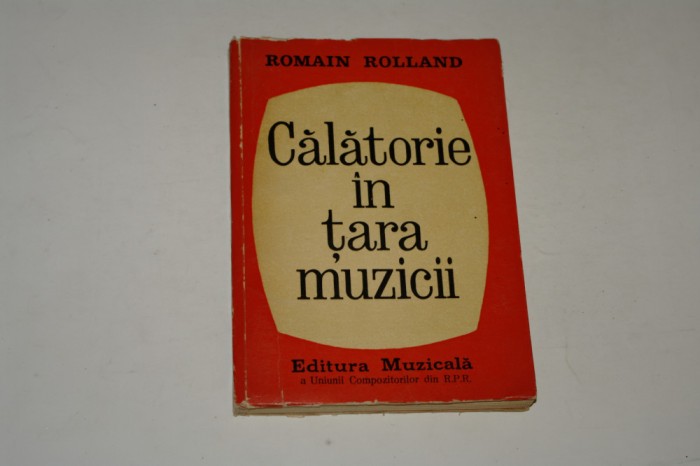 ROMAIN ROLLAND
Călătorie
în
țara
muzicii
Editura Muzicală
a Uniunii Compozitorilor din R.P.R.